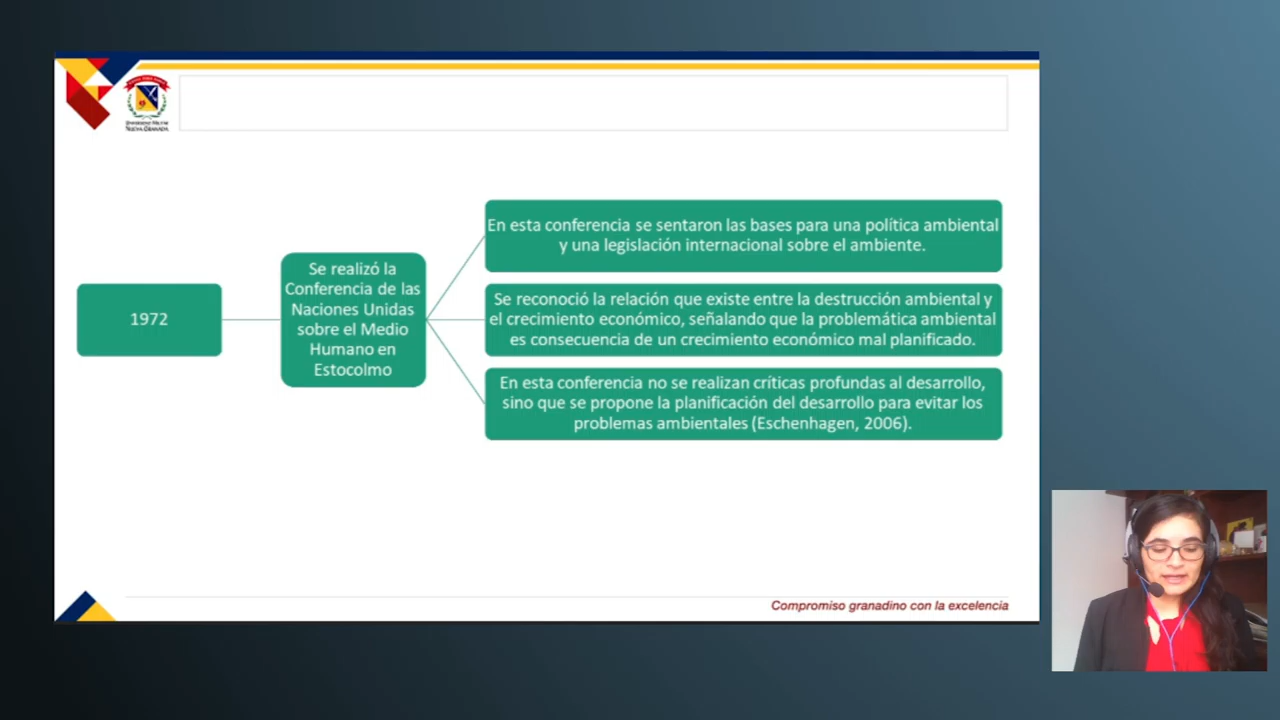 UNIVERSIDAD MILITAR
NUEVA GRANADA
1972
Se realizó la
Conferencia de las
Naciones Unidas
sobre el Medio
Humano en
Estocolmo
En esta conferencia se sentaron las bases para una política ambiental
y una legislación internacional sobre el ambiente.
Se reconoció la relación que existe entre la destrucción ambiental y
el crecimiento económico, señalando que la problemática ambiental
es consecuencia de un crecimiento económico mal planificado.
En esta conferencia no se realizan críticas profundas al desarrollo,
sino que se propone la planificación del desarrollo para evitar los
problemas ambientales (Eschenhagen, 2006).
Compromiso granadino con la excelencia